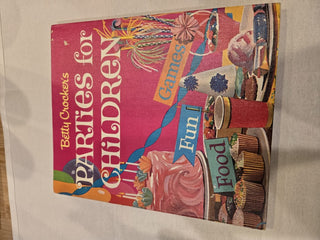 Betty Crocker's
PARTIES for
CHILDREN
Games
Fun
Food